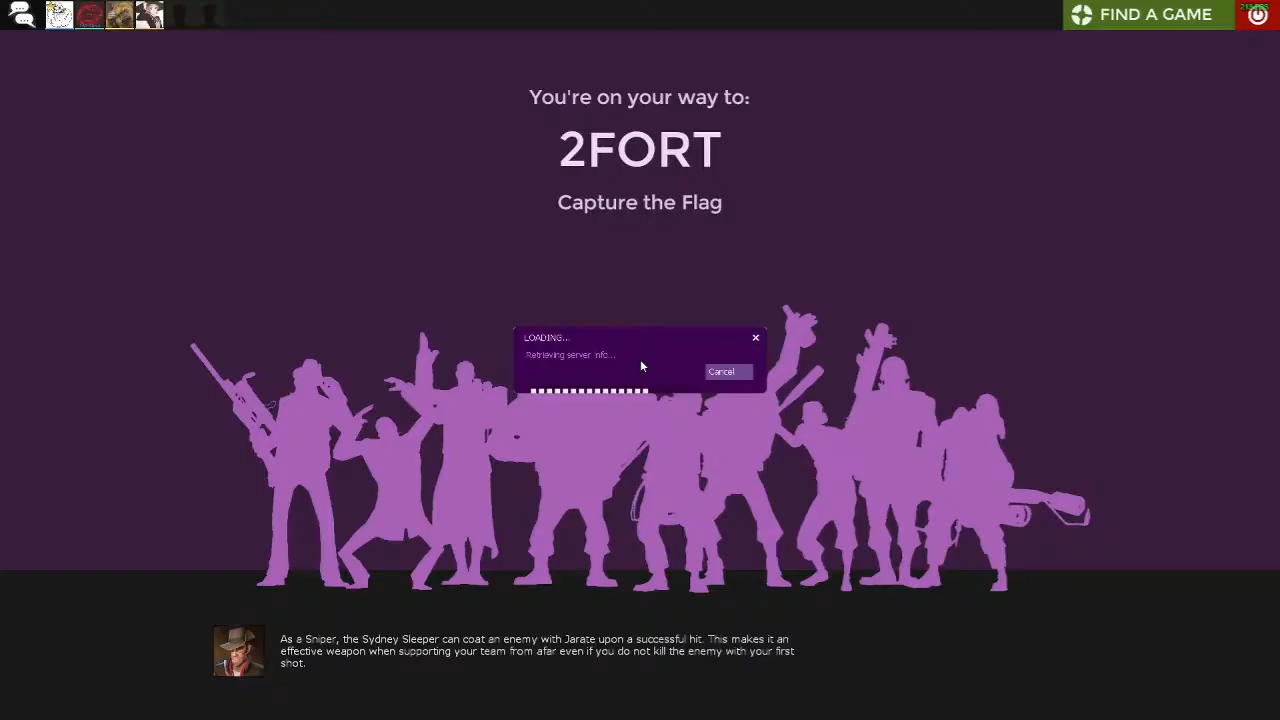 FIND A GAME
You're on your way to:
2FORT
Capture the Flag
LOADING...
Retrieving server info...
Cancel
As a Sniper, the Sydney Sleeper can coat an enemy with Jarate upon a successful hit. This makes it an
effective weapon when supporting your team from afar even if you do not kill the enemy with your first
shot.